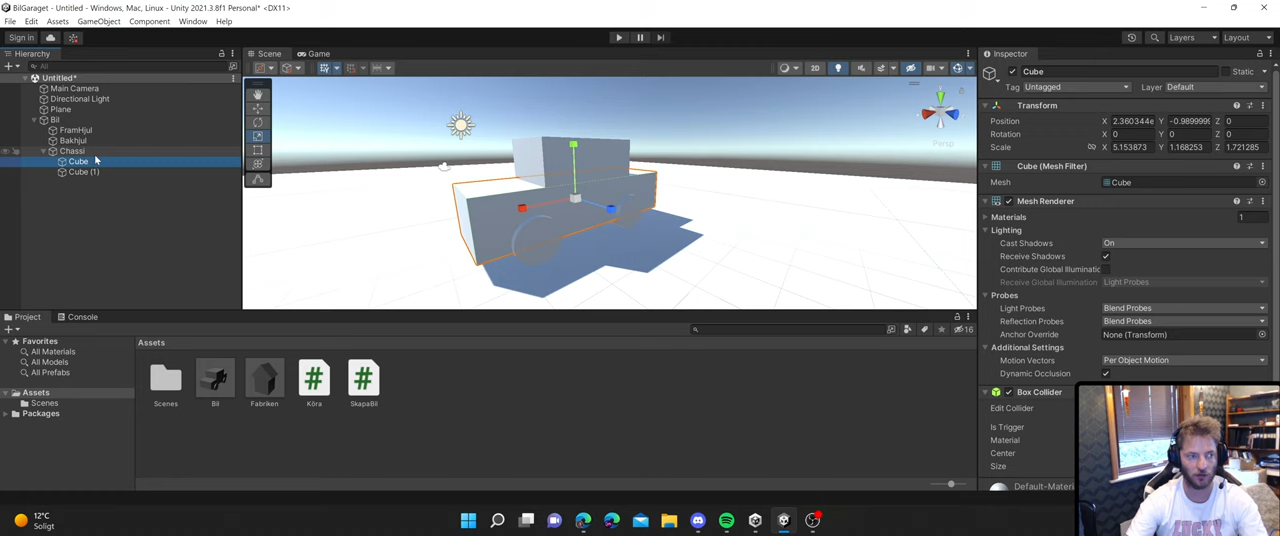 BilGaraget - Untitled - Windows, Mac, Linux - Unity 2021.3.8f1 Personal* <DX11>
File Edit Assets GameObject Component Window Help
Sign in
Layers
Layout
Hierarchy
All
Untitled*
Main Camera
Directional Light
Plane
Bil
FramHjul
Bakhjul
Chassi
Cube
Cube (1)
Scene
Game
2D
Persp
Inspector
Cube
Static
Tag Untagged Layer Default
Transform
Position X 2.360344e Y -0.9899999 Z 0
Rotation X 0 Y 0 Z 0
Scale X 5.153873 Y 1.168253 Z 1.721285
Cube (Mesh Filter)
Mesh Cube
Mesh Renderer
Materials 1
Lighting
Cast Shadows On
Receive Shadows
Contribute Global Illuminatic
Receive Global Illumination Light Probes
Probes
Light Probes Blend Probes
Reflection Probes Blend Probes
Anchor Override None (Transform)
Additional Settings
Motion Vectors Per Object Motion
Dynamic Occlusion
Box Collider
Edit Collider
Is Trigger
Material
Center
Size
Default-Materi
Project
Console
16
Favorites
All Materials
All Models
All Prefabs
Assets
Scenes
Packages
Assets
Scenes
Bil
Fabriken
Köra
SkapaBil
12°C
Soligt